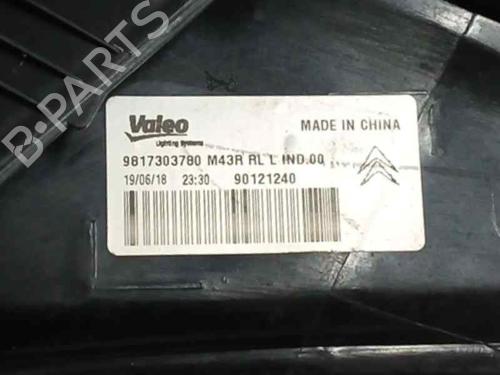 B-PARTS
Valeo
Lighting Systems
MADE IN CHINA
9817303780 M43R RL L IND.00
19/06/18 23:30 90121240